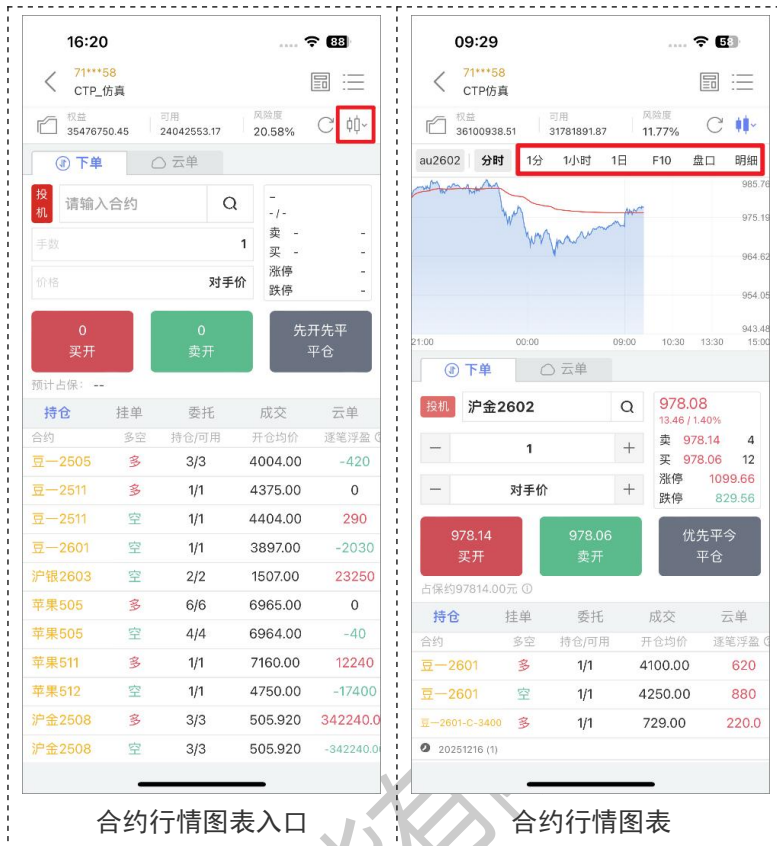 16:20
88
71***58
CTP_仿真
权益
可用
风险度
35476750.45
24042553.17
20.58%
下单
云单
投机
请输入合约
-
-/-
卖 - -
买 - -
涨停 -
跌停 -
手数 1
价格 对手价
0
买开
0
卖开
先开先平
平仓
预计占保: --
持仓 挂单 委托 成交 云单
合约 多空 持仓/可用 开仓均价 逐笔浮盈
豆一2505 多 3/3 4004.00 -420
豆一2511 多 1/1 4375.00 0
豆一2511 空 1/1 4404.00 290
豆一2601 空 1/1 3897.00 -2030
沪银2603 空 2/2 1507.00 23250
苹果505 多 6/6 6965.00 0
苹果505 空 4/4 6964.00 -40
苹果511 多 1/1 7160.00 12240
苹果512 空 1/1 4750.00 -17400
沪金2508 多 3/3 505.920 342240.0
沪金2508 空 3/3 505.920 -342240.0
合约行情图表入口
09:29
58
71***58
CTP仿真
权益
可用
风险度
36100938.51
31781891.87
11.77%
au2602 分时 1分 1小时 1日 F10 盘口 明细
985.76
975.19
964.62
954.05
943.48
21:00 00:00 09:00 10:30 13:30 15:00
下单
云单
投机 沪金2602
978.08
13.46 / 1.40%
卖 978.14 4
买 978.06 12
涨停 1099.66
跌停 829.56
— 1 +
— 对手价 +
978.14
买开
978.06
卖开
优先平今
平仓
占保约97814.00元
持仓 挂单 委托 成交 云单
合约 多空 持仓/可用 开仓均价 逐笔浮盈
豆一2601 多 1/1 4100.00 620
豆一2601 空 1/1 4250.00 880
豆一2601-C-3400 多 1/1 729.00 220.0
20251216 (1)
合约行情图表